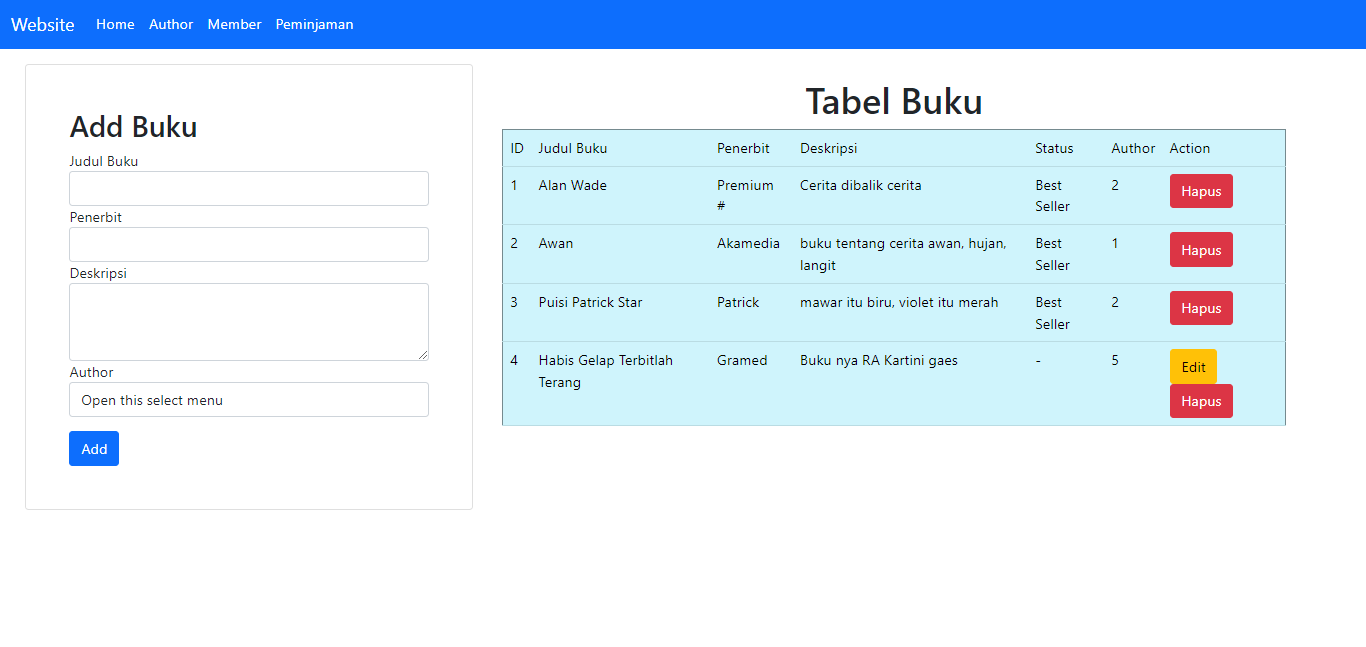 Website Home Author Member Peminjaman
Add Buku
Judul Buku
Penerbit
Deskripsi
Author
Open this select menu
Add
Tabel Buku
ID Judul Buku Penerbit Deskripsi Status Author Action
1 Alan Wade Premium Cerita dibalik cerita Best 2 Hapus
# Seller
2 Awan Akamedia buku tentang cerita awan, hujan, Best 1 Hapus
langit Seller
3 Puisi Patrick Star Patrick mawar itu biru, violet itu merah Best 2 Hapus
Seller
4 Habis Gelap Terbitlah Gramed Buku nya RA Kartini gaes - 5 Edit
Terang Hapus